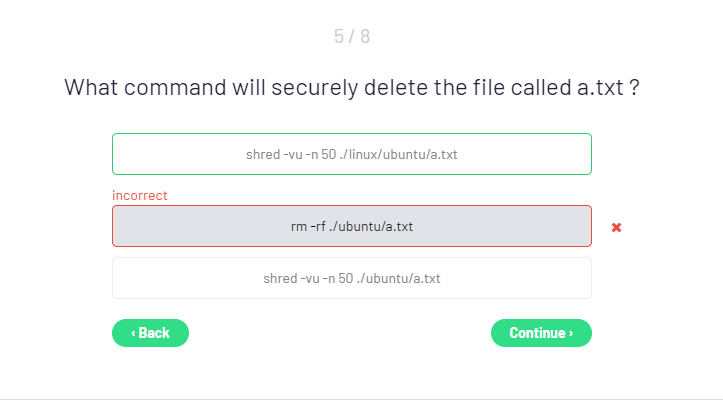 5 / 8
What command will securely delete the file called a.txt ?
shred -vu -n 50 ./linux/ubuntu/a.txt
incorrect
rm -rf ./ubuntu/a.txt
shred -vu -n 50 ./ubuntu/a.txt
‹ Back
Continue ›